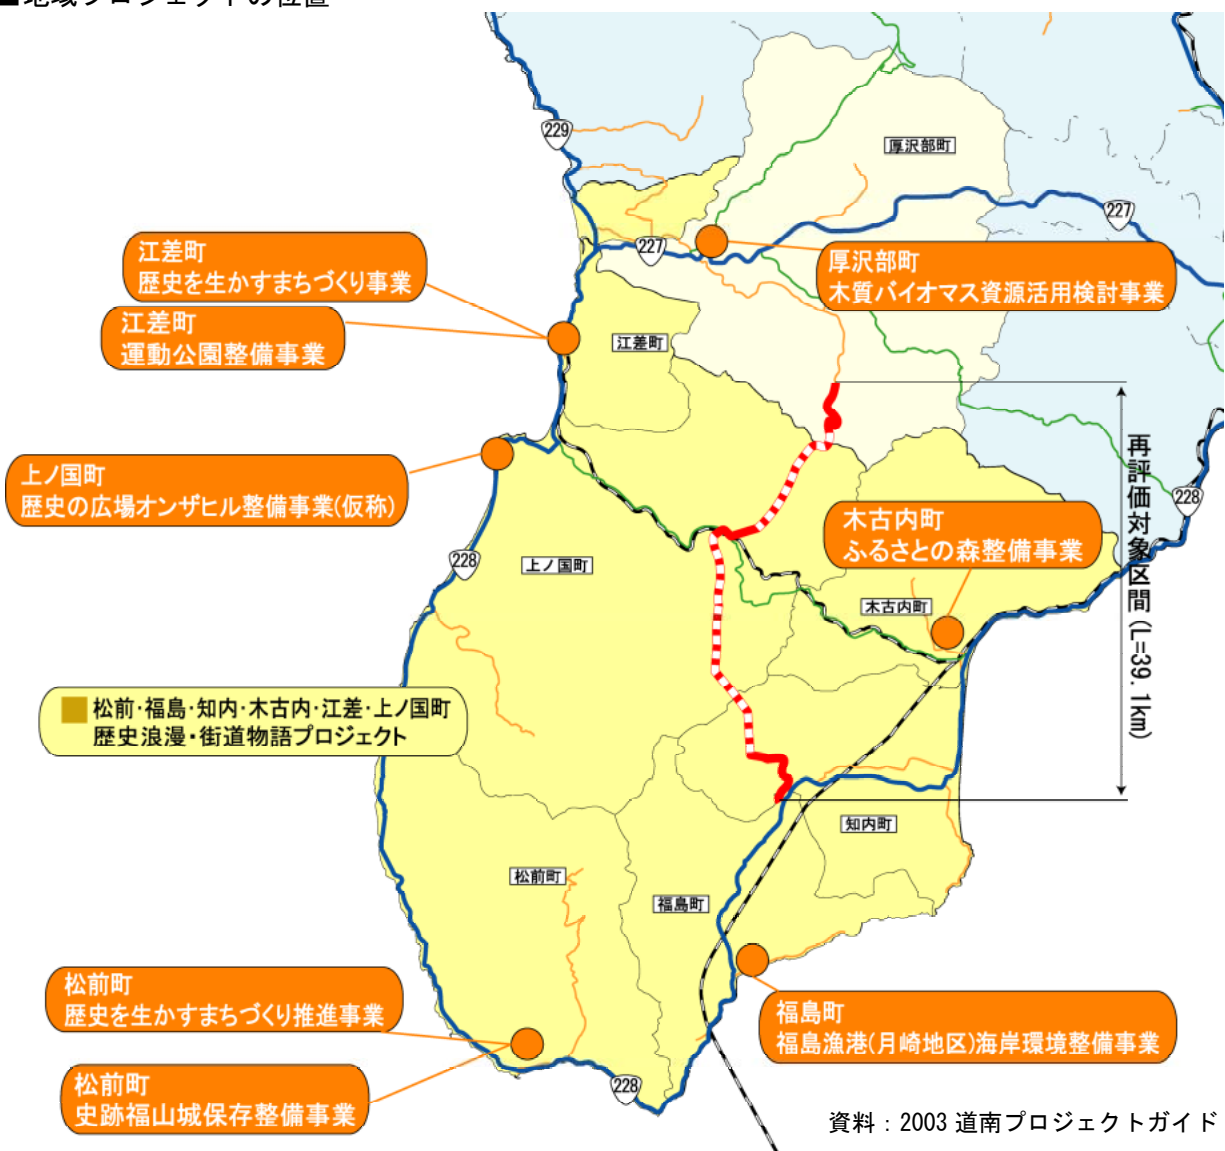 ■地域プロジェクトの位置
229
厚沢部町
227
227
江差町
歴史を生かすまちづくり事業
厚沢部町
木質バイオマス資源活用検討事業
江差町
運動公園整備事業
江差町
再評価対象区間(L=39.1km)
上ノ国町
歴史の広場オンザヒル整備事業(仮称)
228
木古内町
ふるさとの森整備事業
228
上ノ国町
木古内町
松前・福島・知内・木古内・江差・上ノ国町
歴史浪漫・街道物語プロジェクト
知内町
松前町
福島町
松前町
歴史を生かすまちづくり推進事業
福島町
福島漁港(月崎地区)海岸環境整備事業
松前町
史跡福山城保存整備事業
228
資料：2003 道南プロジェクトガイド